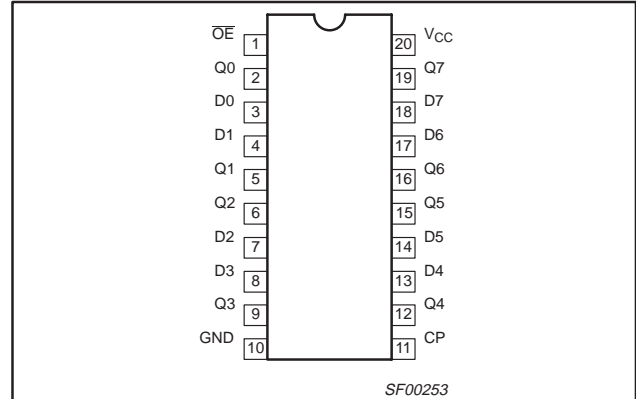 O̅E̅ 1 20 VCC
Q0 2 19 Q7
D0 3 18 D7
D1 4 17 D6
Q1 5 16 Q6
Q2 6 15 Q5
D2 7 14 D5
D3 8 13 D4
Q3 9 12 Q4
GND 10 11 CP
SF00253